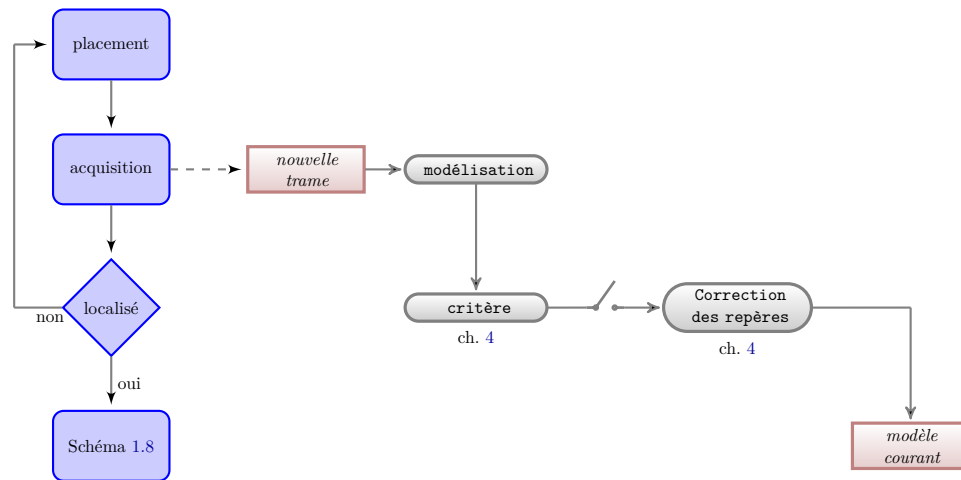 placement
acquisition
nouvelle
trame
modélisation
localisé
non
oui
critère
ch. 4
Correction
des repères
ch. 4
Schéma 1.8
modèle
courant